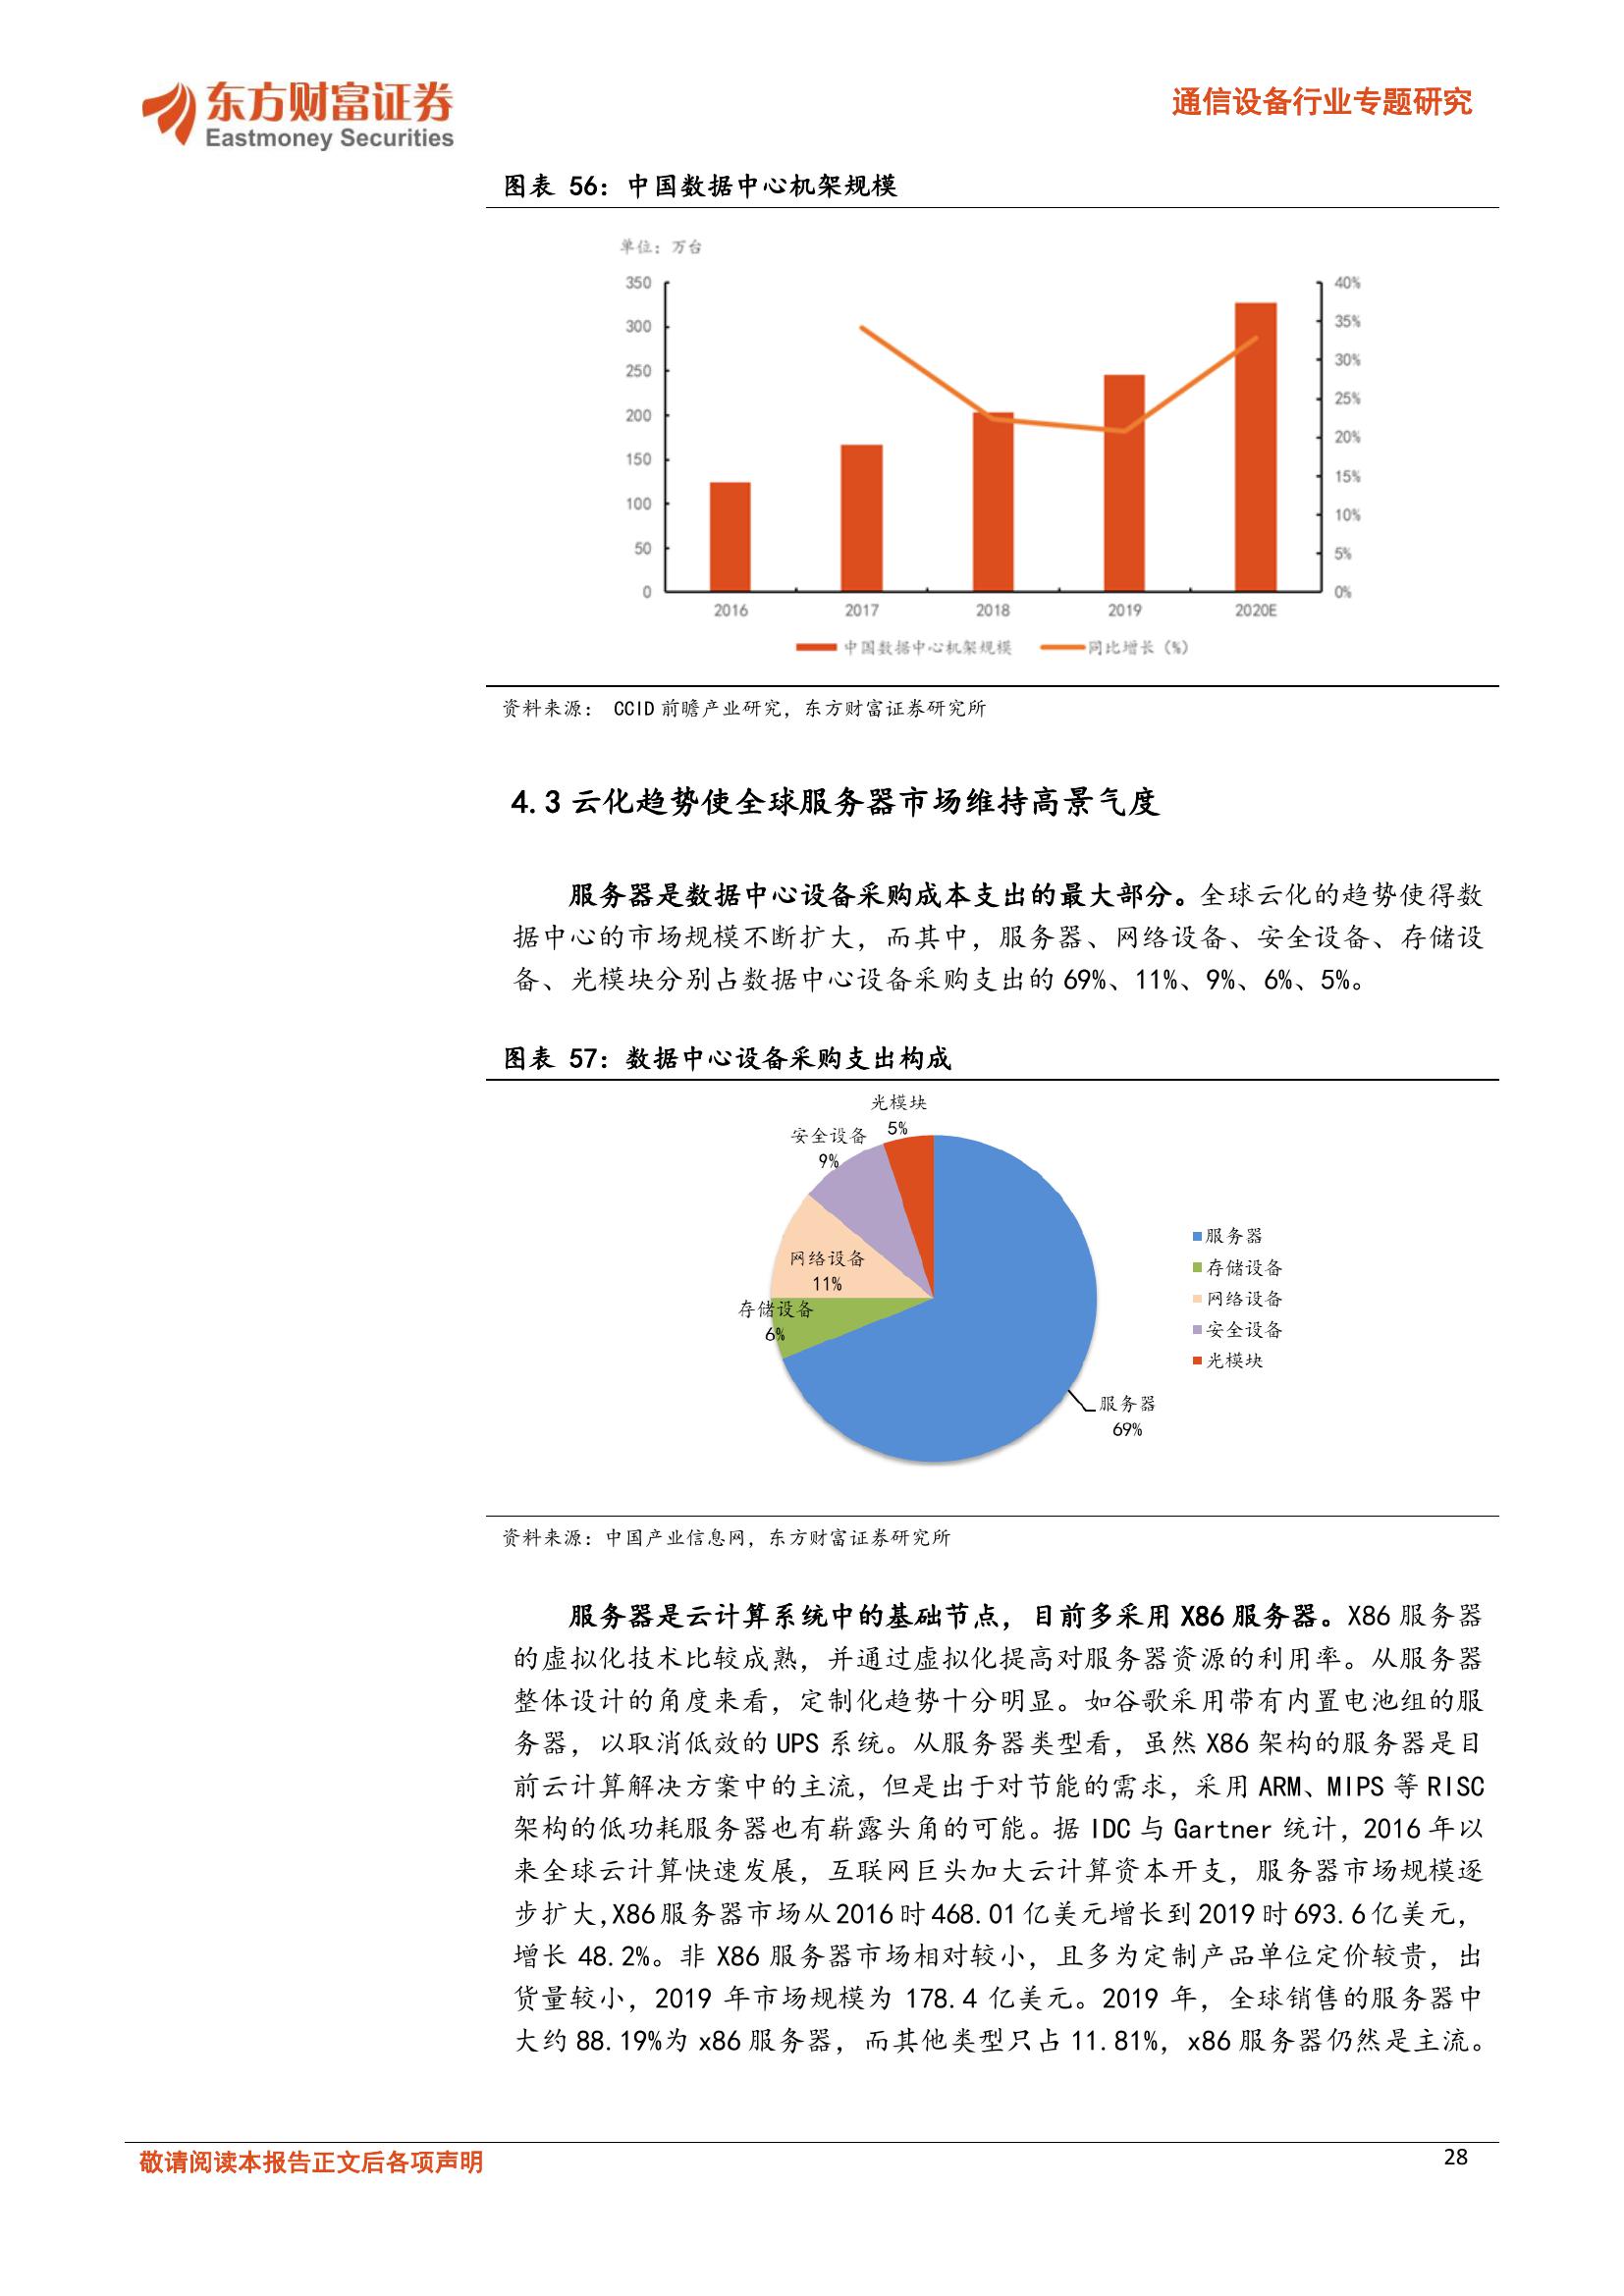 东方财富证券
Eastmoney Securities
通信设备行业专题研究
图表 56：中国数据中心机架规模
单位：万台
350
300
250
200
150
100
50
0
40%
35%
30%
25%
20%
15%
10%
5%
0%
2016
2017
2018
2019
2020E
中国数据中心机架规模
同比增长（%）
资料来源： CCID 前瞻产业研究，东方财富证券研究所
4.3 云化趋势使全球服务器市场维持高景气度
服务器是数据中心设备采购成本支出的最大部分。全球云化的趋势使得数
据中心的市场规模不断扩大，而其中，服务器、网络设备、安全设备、存储设
备、光模块分别占数据中心设备采购支出的 69%、11%、9%、6%、5%。
图表 57：数据中心设备采购支出构成
光模块
5%
安全设备
9%
网络设备
11%
存储设备
6%
服务器
69%
服务器
存储设备
网络设备
安全设备
光模块
资料来源：中国产业信息网，东方财富证券研究所
服务器是云计算系统中的基础节点，目前多采用 X86 服务器。X86 服务器
的虚拟化技术比较成熟，并通过虚拟化提高对服务器资源的利用率。从服务器
整体设计的角度来看，定制化趋势十分明显。如谷歌采用带有内置电池组的服
务器，以取消低效的 UPS 系统。从服务器类型看，虽然 X86 架构的服务器是目
前云计算解决方案中的主流，但是出于对节能的需求，采用 ARM、MIPS 等 RISC
架构的低功耗服务器也有崭露头角的可能。据 IDC 与 Gartner 统计，2016 年以
来全球云计算快速发展，互联网巨头加大云计算资本开支，服务器市场规模逐
步扩大，X86 服务器市场从 2016 时 468.01 亿美元增长到 2019 时 693.6 亿美元，
增长 48.2%。非 X86 服务器市场相对较小，且多为定制产品单位定价较贵，出
货量较小，2019 年市场规模为 178.4 亿美元。2019 年，全球销售的服务器中
大约 88.19%为 x86 服务器，而其他类型只占 11.81%，x86 服务器仍然是主流。
敬请阅读本报告正文后各项声明
28